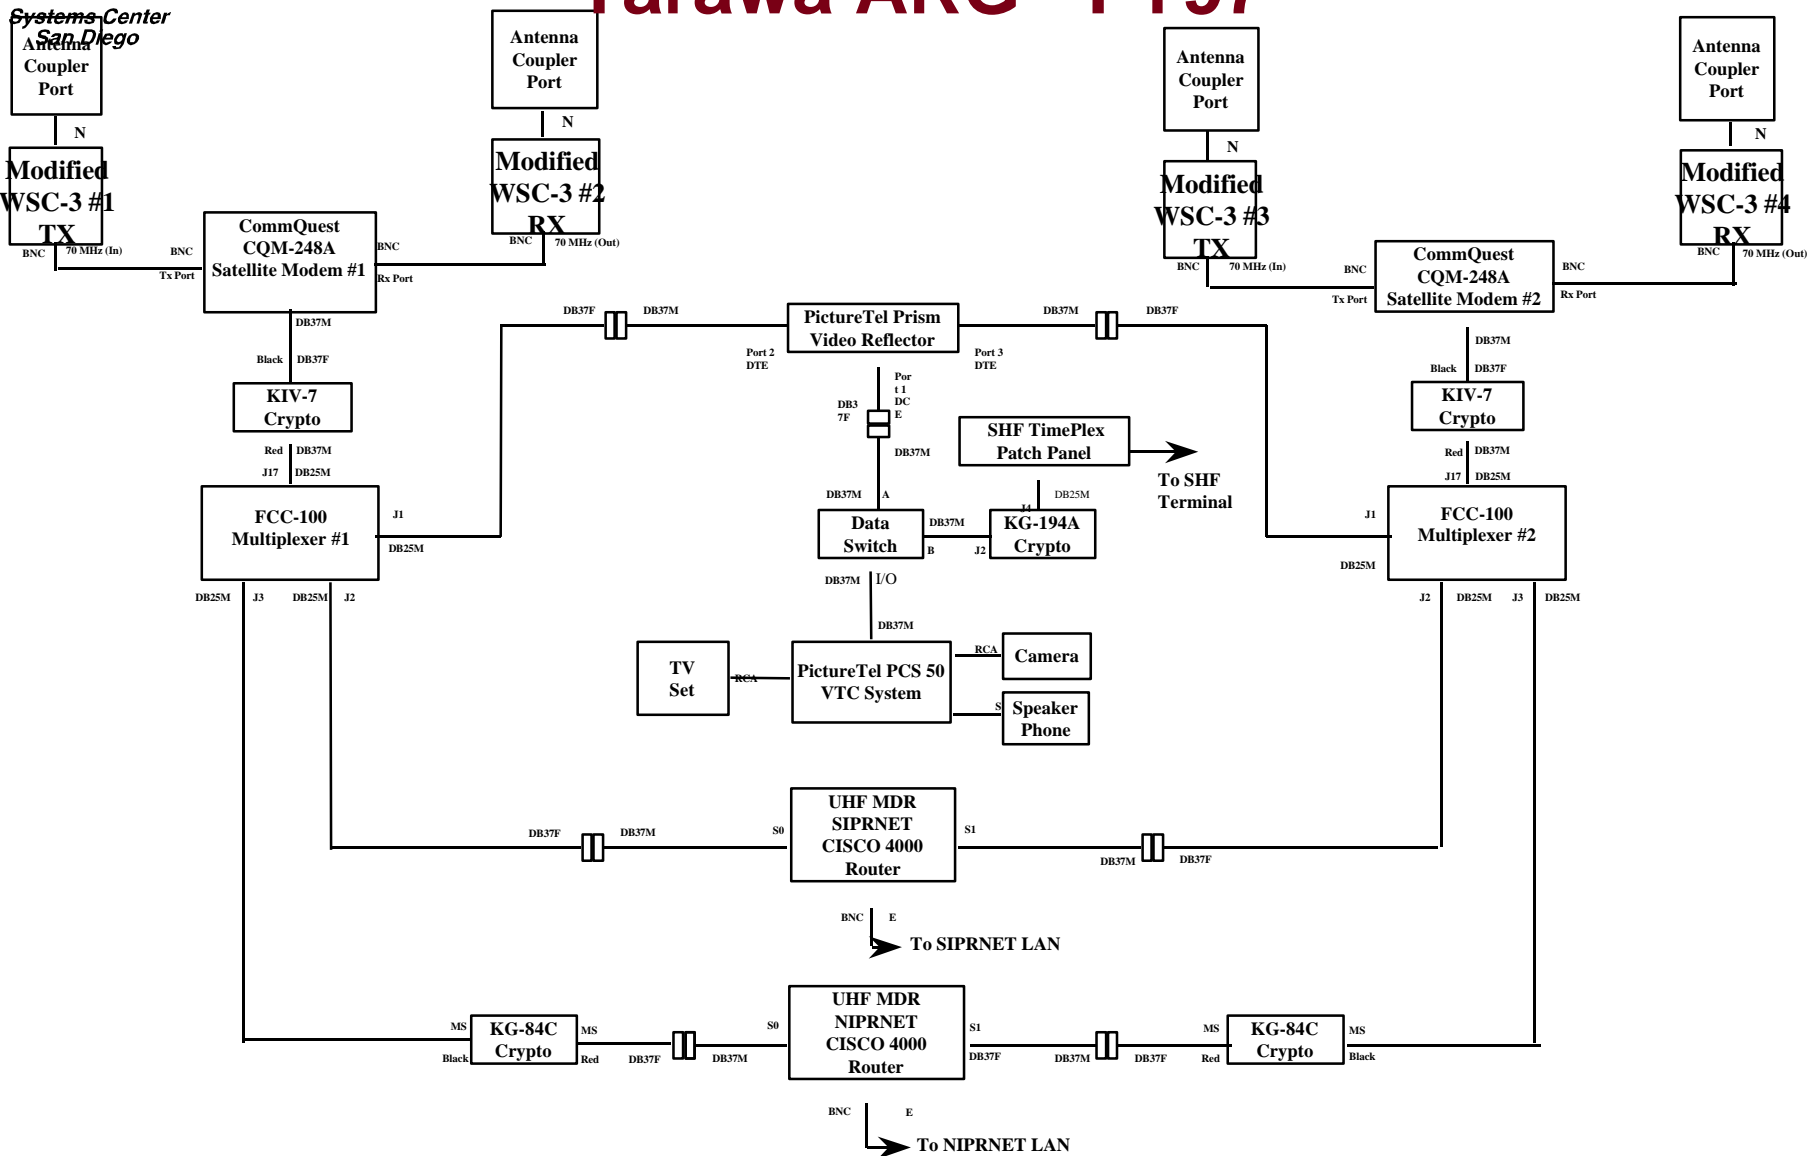 Systems Center
San Diego
Tarawa ARG - FY97
Antenna
Coupler
Port
N
Modified
WSC-3 #1
TX
BNC
70 MHz (In)
Antenna
Coupler
Port
N
Modified
WSC-3 #2
RX
BNC
70 MHz (Out)
BNC
Tx Port
CommQuest
CQM-248A
Satellite Modem #1
BNC
Rx Port
DB37M
Black
DB37F
KIV-7
Crypto
Red
DB37M
J17
DB25M
FCC-100
Multiplexer #1
J1
DB25M
DB25M
J3
DB25M
J2
Antenna
Coupler
Port
N
Modified
WSC-3 #3
TX
BNC
70 MHz (In)
Antenna
Coupler
Port
N
Modified
WSC-3 #4
RX
BNC
70 MHz (Out)
BNC
Tx Port
CommQuest
CQM-248A
Satellite Modem #2
BNC
Rx Port
DB37M
Black
DB37F
KIV-7
Crypto
Red
DB37M
J17
DB25M
J1
DB25M
FCC-100
Multiplexer #2
J2
DB25M
J3
DB25M
DB37F
DB37M
PictureTel Prism
Video Reflector
DB37M
DB37F
Port 2
DTE
Port 3
DTE
Por
t 1
DC
E
DB3
7F
DB37M
SHF TimePlex
Patch Panel
To SHF
Terminal
DB37M
A
DB25M
J4
Data
Switch
DB37M
B
J2
KG-194A
Crypto
DB37M
I/O
DB37M
TV
Set
RCA
PictureTel PCS 50
VTC System
RCA
Camera
S
Speaker
Phone
DB37F
DB37M
S0
UHF MDR
SIPRNET
CISCO 4000
Router
S1
DB37M
DB37F
BNC
E
To SIPRNET LAN
MS
Black
KG-84C
Crypto
MS
Red
DB37F
DB37M
S0
UHF MDR
NIPRNET
CISCO 4000
Router
S1
DB37F
DB37M
DB37F
MS
Red
KG-84C
Crypto
MS
Black
BNC
E
To NIPRNET LAN